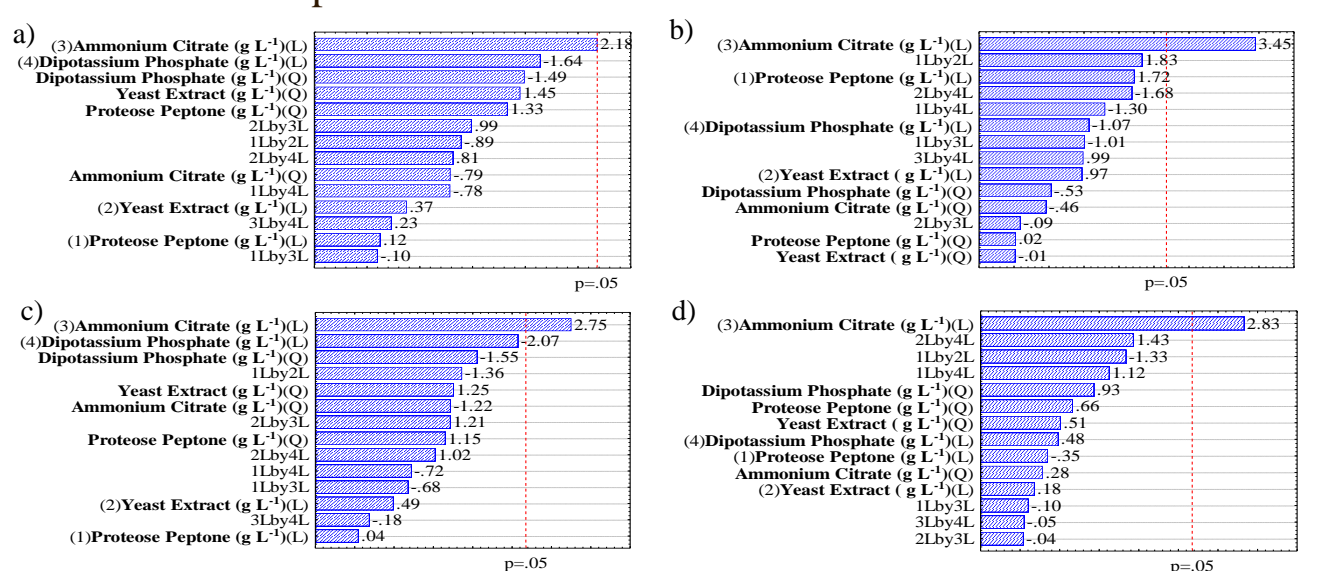 a)
(3)Ammonium Citrate (g L-1)(L) 2.18
(4)Dipotassium Phosphate (g L-1)(L) -1.64
Dipotassium Phosphate (g L-1)(Q) -1.49
Yeast Extract (g L-1)(Q) 1.45
Proteose Peptone (g L-1)(Q) 1.33
2Lby3L .99
1Lby2L -.89
2Lby4L .81
Ammonium Citrate (g L-1)(Q) -.79
1Lby4L -.78
(2)Yeast Extract (g L-1)(L) .37
3Lby4L .23
(1)Proteose Peptone (g L-1)(L) .12
1Lby3L -.10
p=.05
b)
(3)Ammonium Citrate (g L-1)(L) 3.45
1Lby2L 1.83
(1)Proteose Peptone (g L-1)(L) 1.72
2Lby4L -1.68
1Lby4L -1.30
(4)Dipotassium Phosphate (g L-1)(L) -1.07
1Lby3L -1.01
3Lby4L .99
(2)Yeast Extract ( g L-1)(L) .97
Dipotassium Phosphate (g L-1)(Q) -.53
Ammonium Citrate (g L-1)(Q) -.46
2Lby3L -.09
Proteose Peptone (g L-1)(Q) .02
Yeast Extract ( g L-1)(Q) -.01
p=.05
c)
(3)Ammonium Citrate (g L-1)(L) 2.75
(4)Dipotassium Phosphate (g L-1)(L) -2.07
Dipotassium Phosphate (g L-1)(Q) -1.55
1Lby2L -1.36
Yeast Extract (g L-1)(Q) 1.25
Ammonium Citrate (g L-1)(Q) -1.22
2Lby3L 1.21
Proteose Peptone (g L-1)(Q) 1.15
2Lby4L 1.02
1Lby4L -.72
1Lby3L -.68
(2)Yeast Extract (g L-1)(L) .49
3Lby4L -.18
(1)Proteose Peptone (g L-1)(L) .04
p=.05
d)
(3)Ammonium Citrate (g L-1)(L) 2.83
2Lby4L 1.43
1Lby2L -1.33
1Lby4L 1.12
Dipotassium Phosphate (g L-1)(Q) .93
Proteose Peptone (g L-1)(Q) .66
Yeast Extract ( g L-1)(Q) .51
(4)Dipotassium Phosphate (g L-1)(L) .48
(1)Proteose Peptone (g L-1)(L) -.35
Ammonium Citrate (g L-1)(Q) .28
(2)Yeast Extract ( g L-1)(L) .18
1Lby3L -.10
3Lby4L -.05
2Lby3L -.04
p=.05